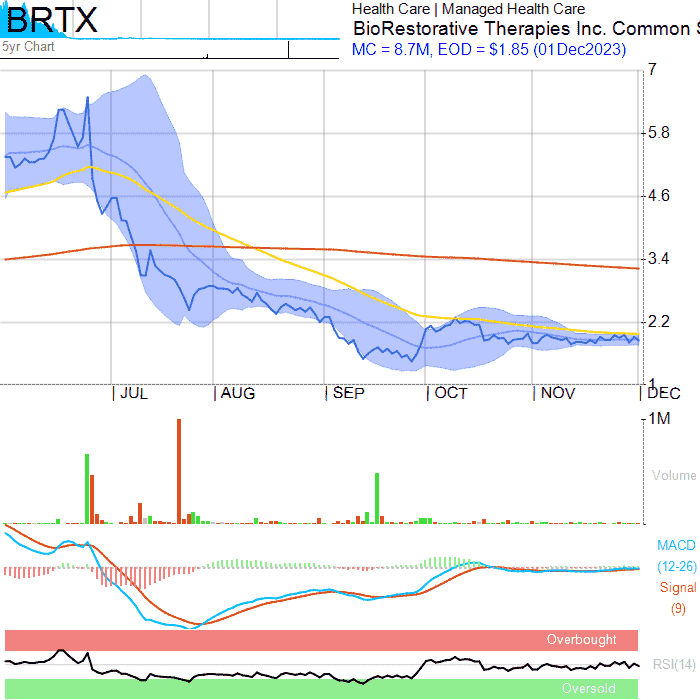 BRTX
5yr Chart
Health Care | Managed Health Care
BioRestorative Therapies Inc. Common S
MC = 8.7M, EOD = $1.85 (01Dec2023)
7
5.8
4.6
3.4
2.2
1
JUL AUG SEP OCT NOV DEC
1M
Volume
MACD
(12-26)
Signal
(9)
Overbought
RSI(14)
Oversold